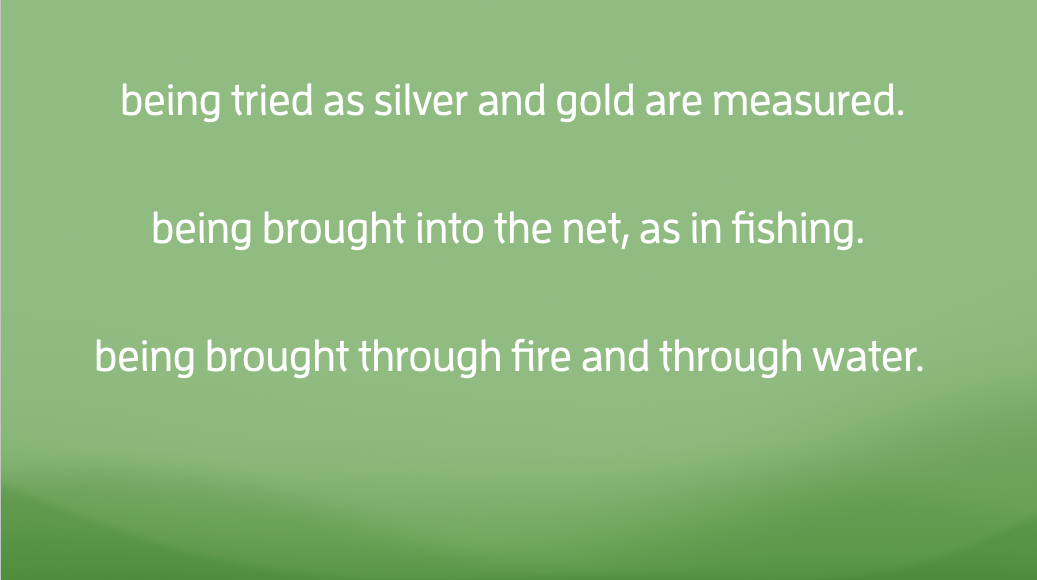 being tried as silver and gold are measured.
being brought into the net, as in fishing.
being brought through fire and through water.